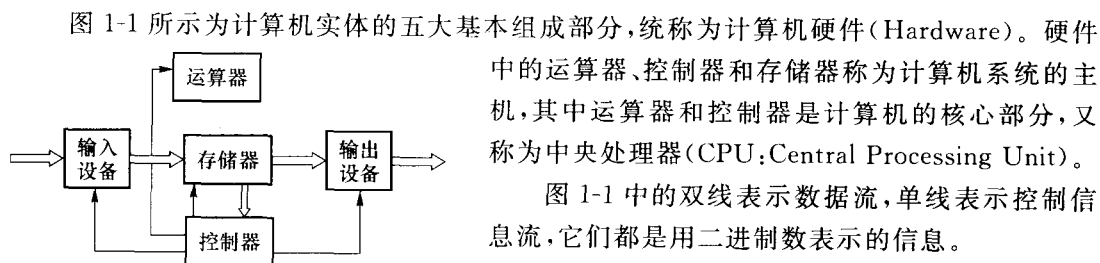 图 1-1 所示为计算机实体的五大基本组成部分,统称为计算机硬件(Hardware)。硬件
中的运算器、控制器和存储器称为计算机系统的主
机,其中运算器和控制器是计算机的核心部分,又
称为中央处理器(CPU:Central Processing Unit)。
图 1-1 中的双线表示数据流,单线表示控制信
息流,它们都是用二进制数表示的信息。
运算器
输入
设备
存储器
输出
设备
控制器